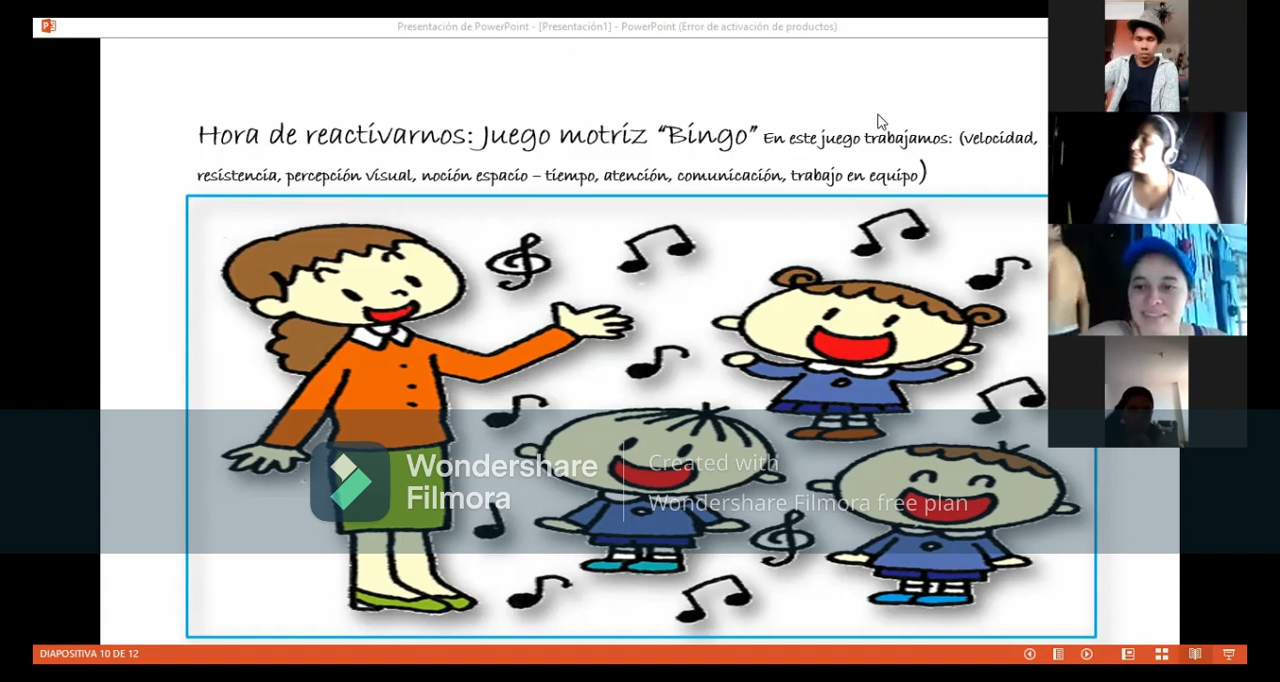 Presentación de PowerPoint - [Presentación1] - PowerPoint (Error de activación de productos)
Hora de reactivarnos: Juego motriz “Bingo” En este juego trabajamos: (velocidad,
resistencia, percepción visual, noción espacio – tiempo, atención, comunicación, trabajo en equipo)
Wondershare
Filmora
Created with
Wondershare Filmora free plan
DIAPOSITIVA 10 DE 12